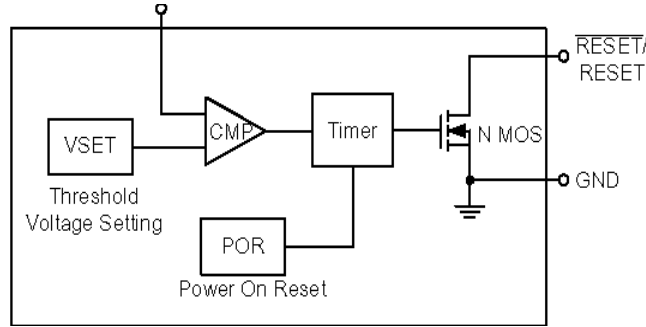 RESET/
RESET
CMP
Timer
N MOS
VSET
GND
Threshold
Voltage Setting
POR
Power On Reset